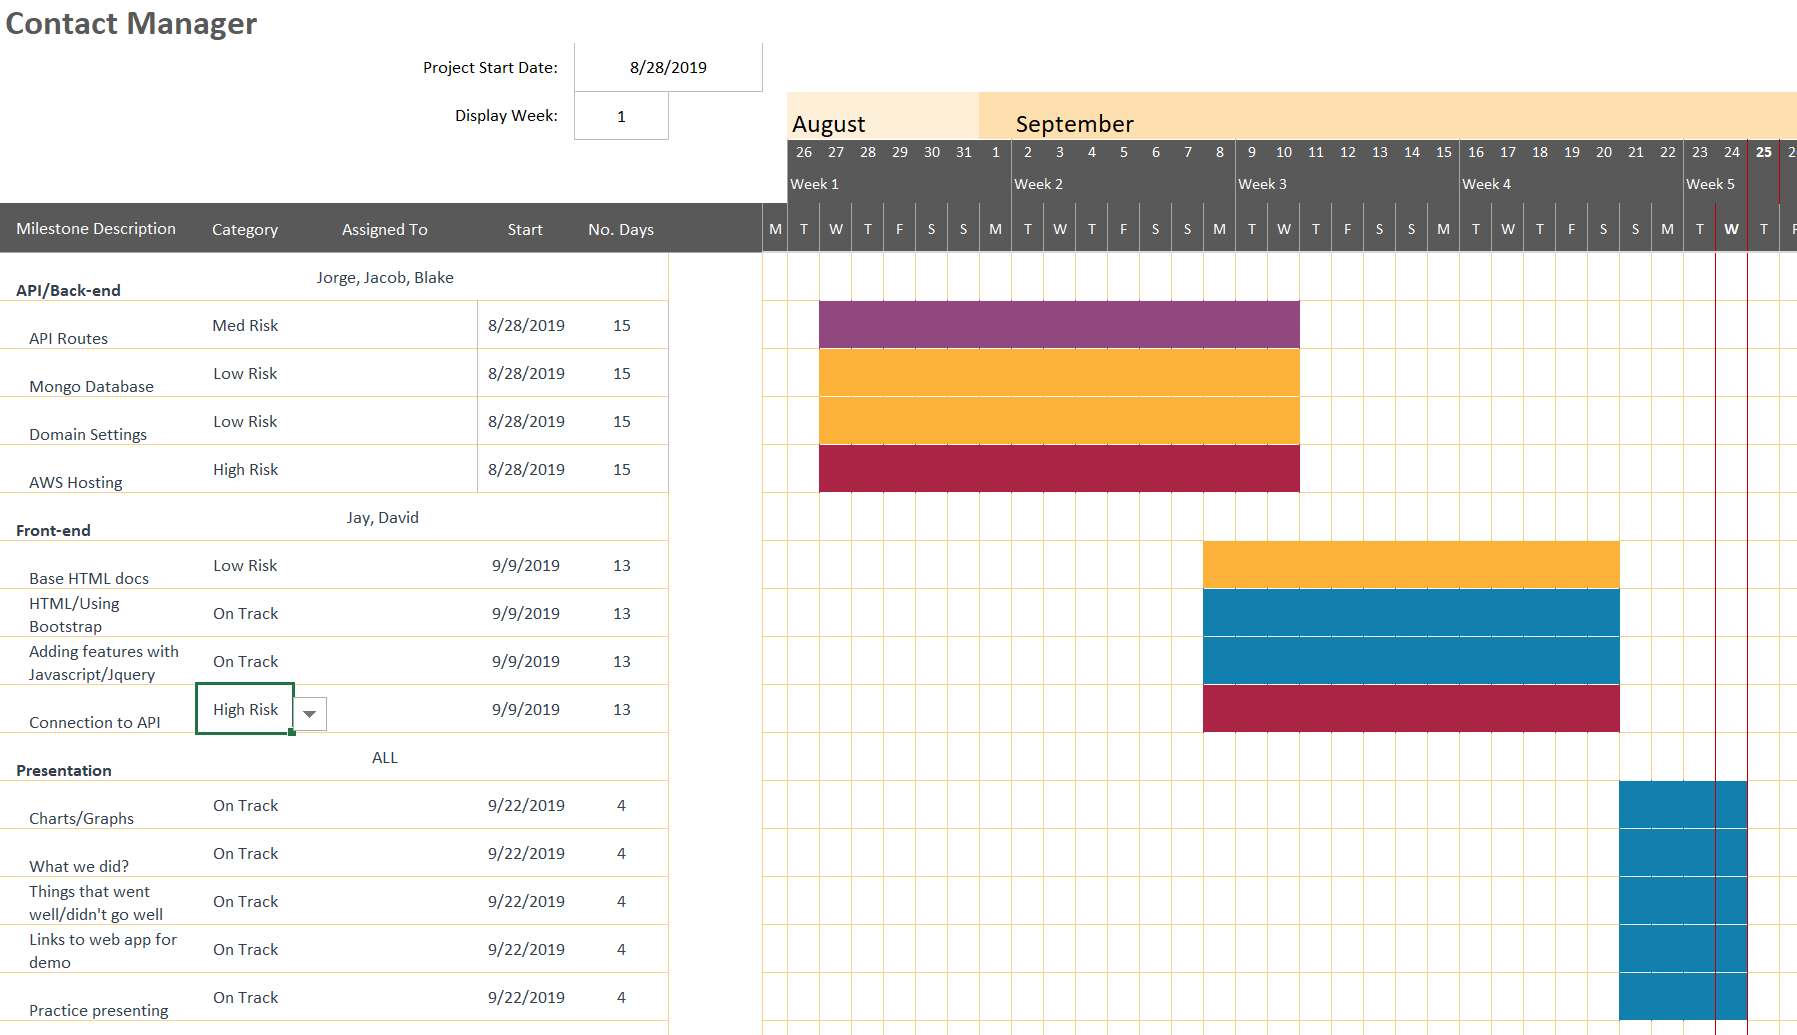 Contact Manager
Project Start Date: 8/28/2019
Display Week: 1
August September
26 27 28 29 30 31 1 2 3 4 5 6 7 8 9 10 11 12 13 14 15 16 17 18 19 20 21 22 23 24 25
Week 1 Week 2 Week 3 Week 4 Week 5
Milestone Description Category Assigned To Start No. Days M T W T F S S M T W T F S S M T W T F S S M T W T F S S M T W T
API/Back-end Jorge, Jacob, Blake
API Routes Med Risk 8/28/2019 15
Mongo Database Low Risk 8/28/2019 15
Domain Settings Low Risk 8/28/2019 15
AWS Hosting High Risk 8/28/2019 15
Front-end Jay, David
Base HTML docs Low Risk 9/9/2019 13
HTML/Using
Bootstrap On Track 9/9/2019 13
Adding features with
Javascript/Jquery On Track 9/9/2019 13
Connection to API High Risk 9/9/2019 13
Presentation ALL
Charts/Graphs On Track 9/22/2019 4
What we did? On Track 9/22/2019 4
Things that went
well/didn't go well On Track 9/22/2019 4
Links to web app for
demo On Track 9/22/2019 4
Practice presenting On Track 9/22/2019 4